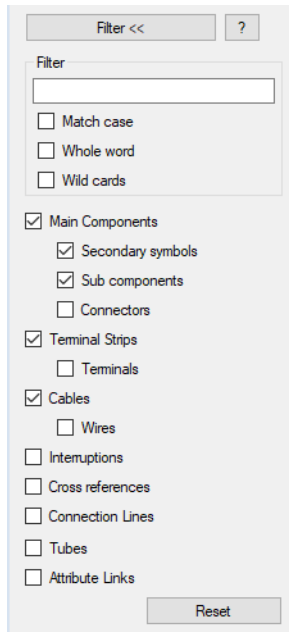 Filter << ?
Filter
Match case
Whole word
Wild cards
Main Components
Secondary symbols
Sub components
Connectors
Terminal Strips
Terminals
Cables
Wires
Interruptions
Cross references
Connection Lines
Tubes
Attribute Links
Reset